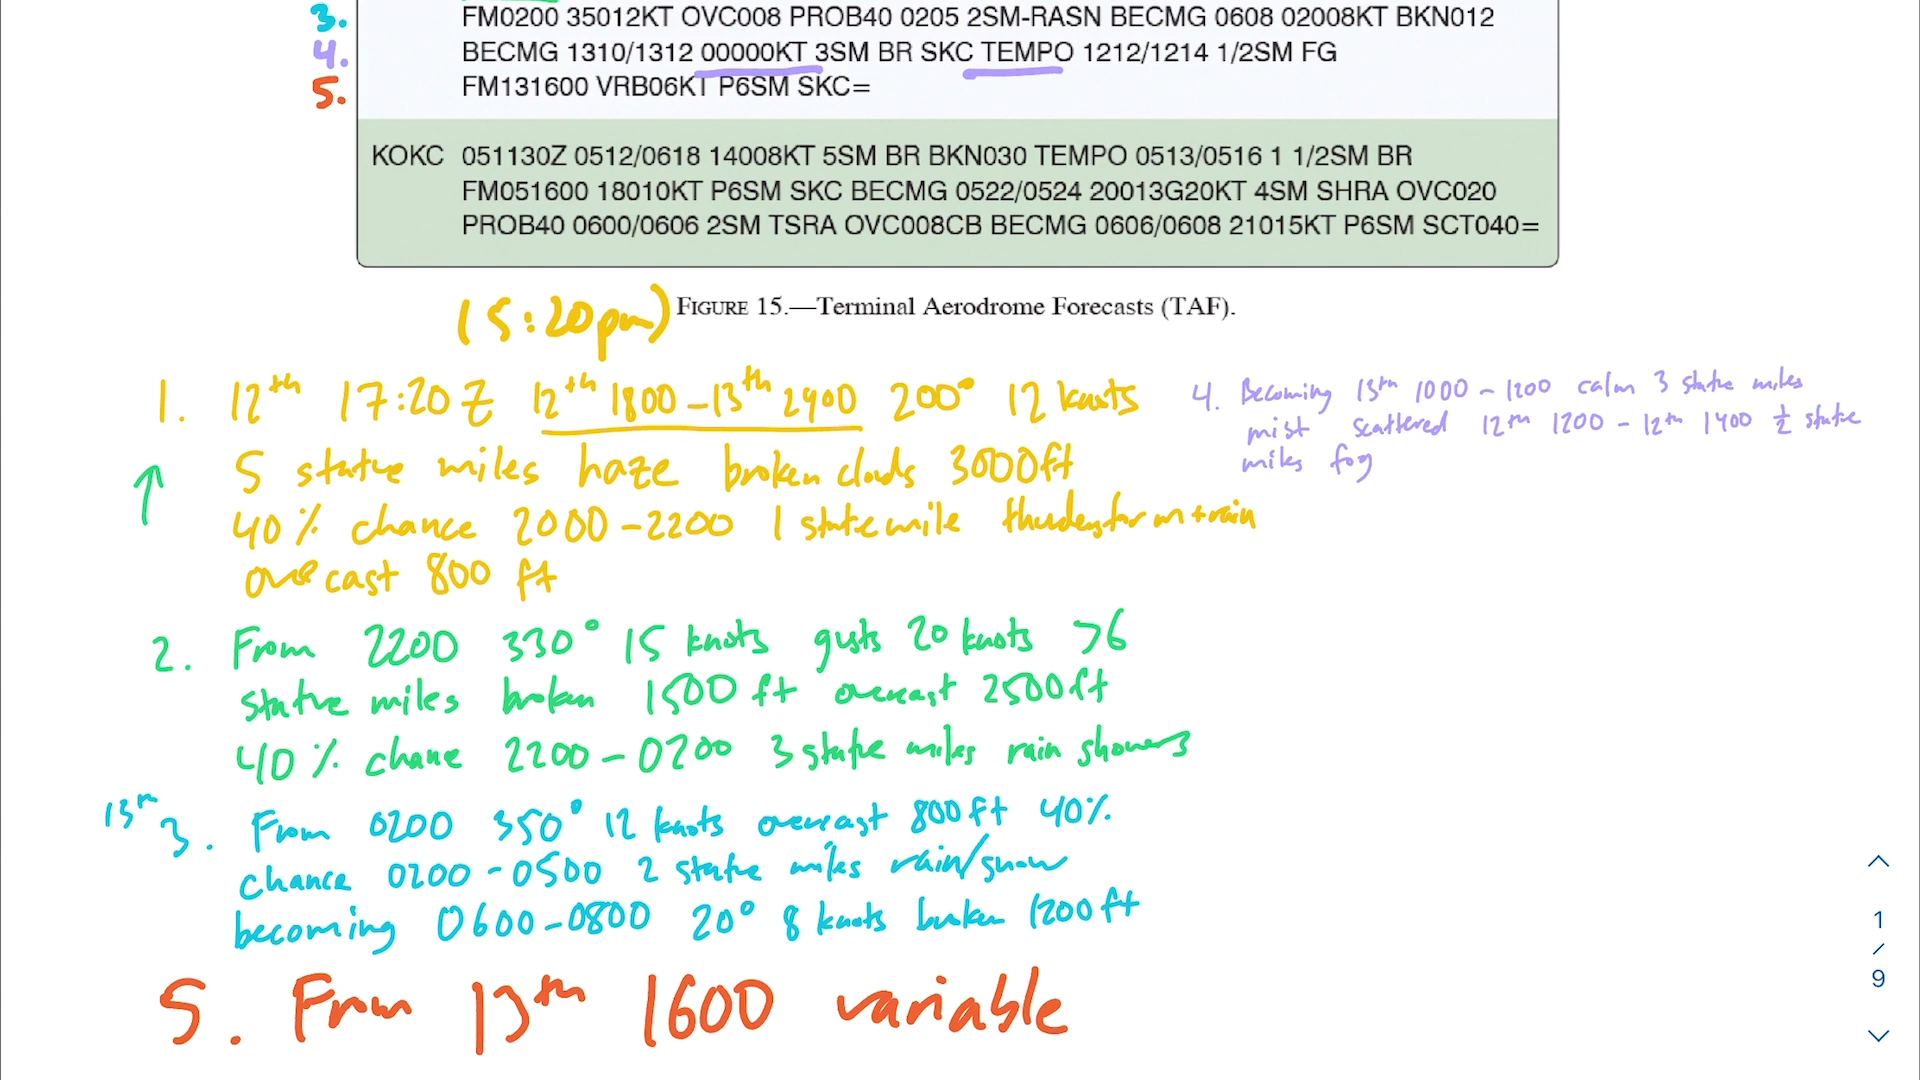 3. FM0200 35012KT OVC008 PROB40 0205 2SM-RASN BECMG 0608 02008KT BKN012
4. BECMG 1310/1312 00000KT 3SM BR SKC TEMPO 1212/1214 1/2SM FG
5. FM131600 VRB06KT P6SM SKC=
KOKC 051130Z 0512/0618 14008KT 5SM BR BKN030 TEMPO 0513/0516 1 1/2SM BR
FM051600 18010KT P6SM SKC BECMG 0522/0524 20013G20KT 4SM SHRA OVC020
PROB40 0600/0606 2SM TSRA OVC008CB BECMG 0606/0608 21015KT P6SM SCT040=
(5:20pm) FIGURE 15.—Terminal Aerodrome Forecasts (TAF).
1. 12th 17:20 Z 12th 1800-13th 2400 200° 12 knots
5 statue miles haze broken clouds 3000ft
40% chance 2000-2200 1 statue mile thunderstorm + rain
overcast 800 ft
2. From 2200 330° 15 knots gusts 20 knots >6
statue miles broken 1500 ft overcast 2500ft
40% chance 2200-0200 3 statue miles rain showers
13th
3. From 0200 350° 12 knots overcast 800ft 40%
chance 0200-0500 2 statue miles rain/snow
becoming 0600-0800 20° 8 knots broken 1200ft
5. From 13th 1600 variable
4. Becoming 13th 1000-1200 calm 3 statue miles
mist scattered 12th 1200-12th 1400 ½ statue
miles fog
1
/
9